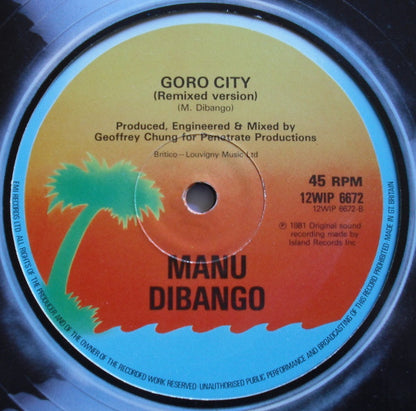 GORO CITY
(Remixed version)
(M. Dibango)
Produced, Engineered & Mixed by
Geoffrey Chung for Penetrate Productions
Britico – Louvigny Music Ltd
45 RPM
12WIP 6672
12WIP 6672-B
℗ 1981 Original sound
recording made by
Island Records Inc
MANU
DIBANGO
EMI RECORDS LTD. ALL RIGHTS OF THE PRODUCER AND OF THE OWNER OF THE RECORDED WORK RESERVED. UNAUTHORISED PUBLIC PERFORMANCE AND BROADCASTING OF THIS RECORD PROHIBITED. MADE IN GT. BRITAIN